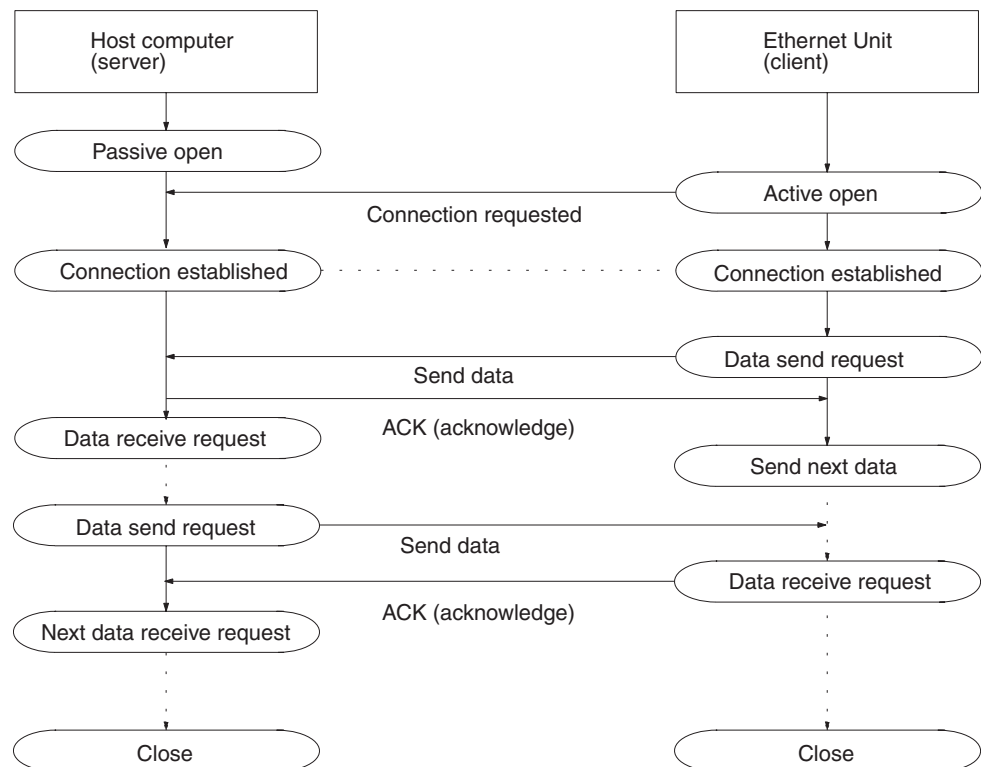 Host computer
(server)
Ethernet Unit
(client)
Passive open
Active open
Connection requested
Connection established
Connection established
Data send request
Send data
ACK (acknowledge)
Data receive request
Send next data
Data send request
Send data
Data receive request
ACK (acknowledge)
Next data receive request
Close
Close